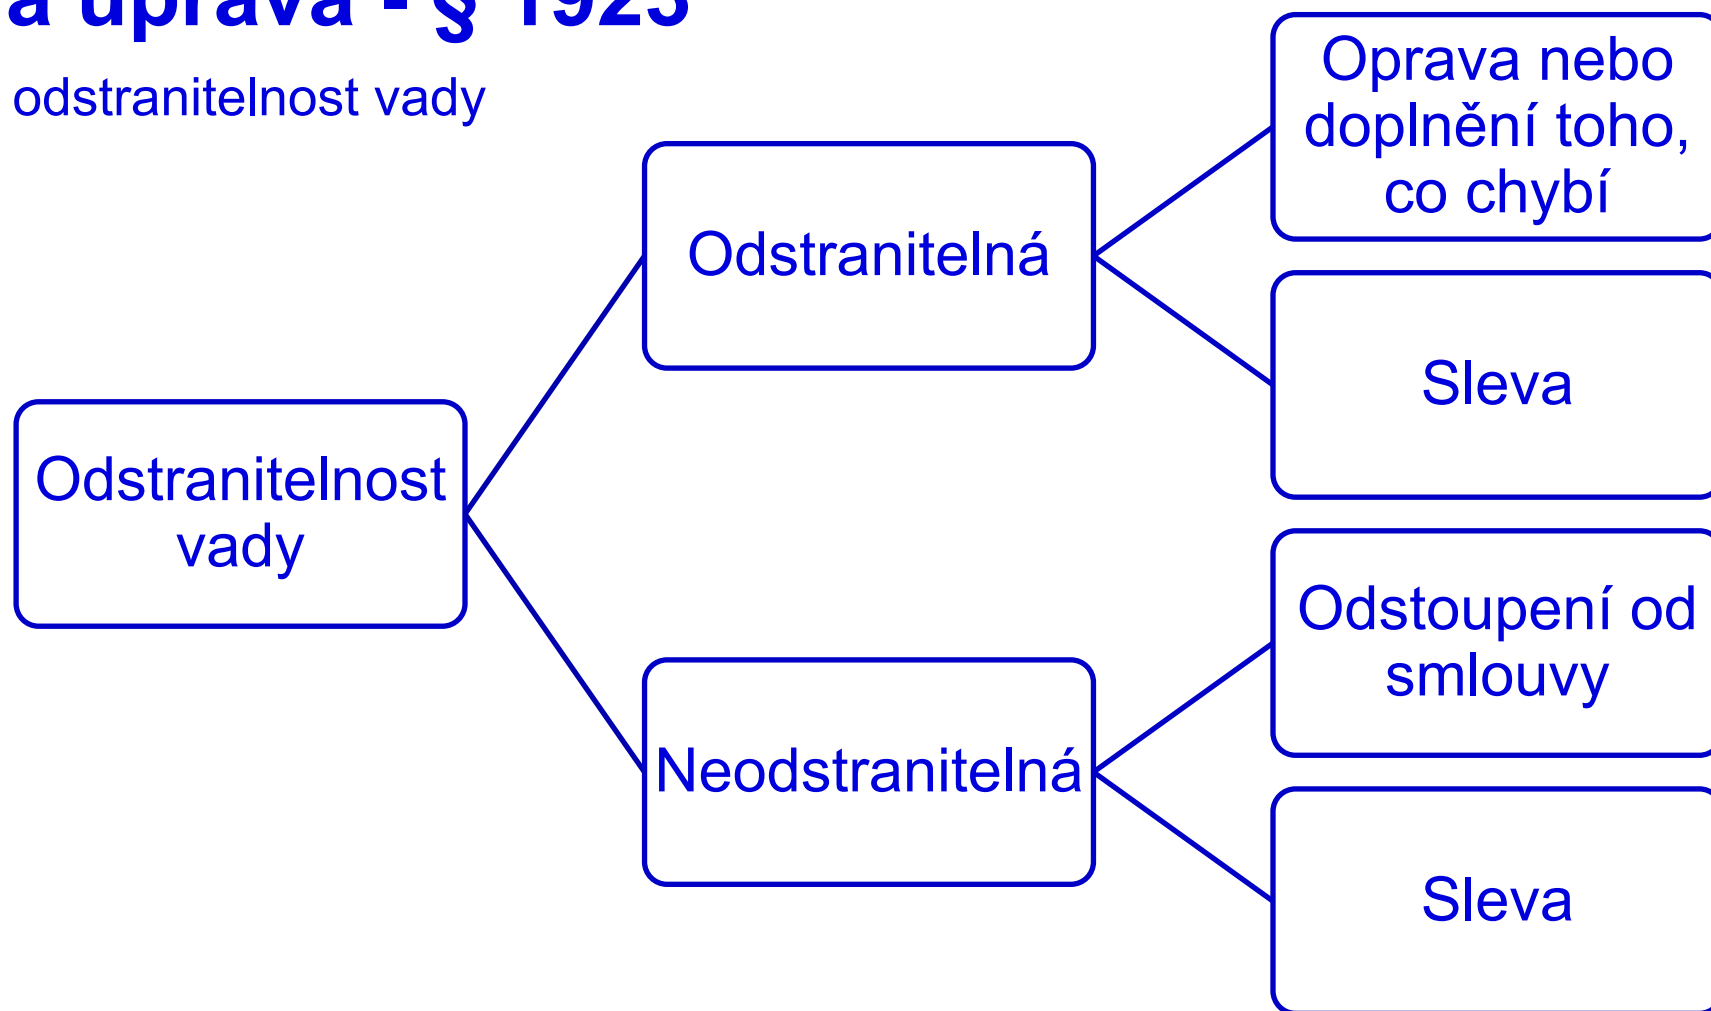 a úprava - § 1923
odstranitelnost vady
Odstranitelnost
vady
Odstranitelná
Oprava nebo
doplnění toho,
co chybí
Sleva
Neodstranitelná
Odstoupení od
smlouvy
Sleva